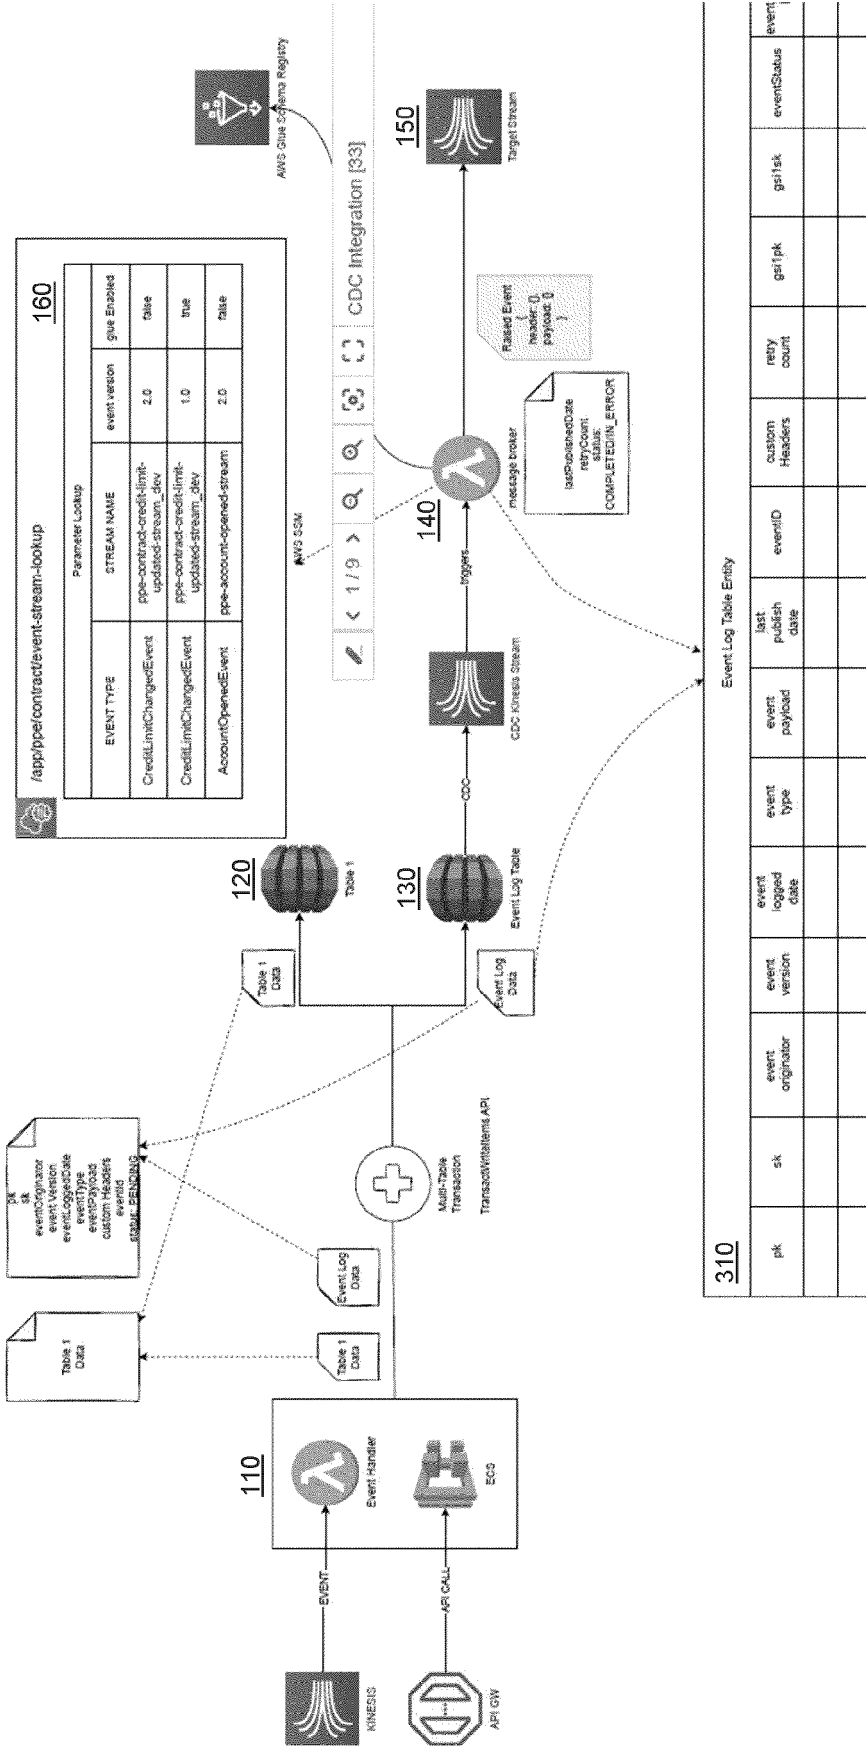 KINESIS
API GW
EVENT
API CALL
110
Event Handler
ECS
Table 1
Data
Table 1
Data
Event Log
Data
pk
sk
eventOriginator
event Version
eventLoggedDate
eventType
eventPayload
custom Headers
eventId
status: PENDING
Multi-Table
Transaction
TransactWriteItems API
Table 1
Data
Event Log
Data
120
Table 1
130
Event Log Table
CDC
CDC Kinesis Stream
triggers
140
message broker
lastPublishedDate
retryCount
status:
COMPLETED/IN_ERROR
Raised Event
{
header: {},
payload: {}
}
150
Target Stream
AWS Glue Schema Registry
AWS SSM
1 / 9
CDC Integration [33]
/app/ppe/contract/event-stream-lookup
160
Parameter Lookup
EVENT TYPE STREAM NAME event version glue Enabled
CreditLimitChangedEvent ppe-contract-credit-limit-
updated-stream_dev 2.0 false
CreditLimitChangedEvent ppe-contract-credit-limit-
updated-stream_dev 1.0 true
AccountOpenedEvent ppe-account-opened-stream 2.0 false
310
Event Log Table Entity
pk
sk
event
originator
event
version
event
logged
date
event
type
event
payload
last
publish
date
eventID
custom
Headers
retry
count
gsi1pk
gsi1sk
eventStatus
event